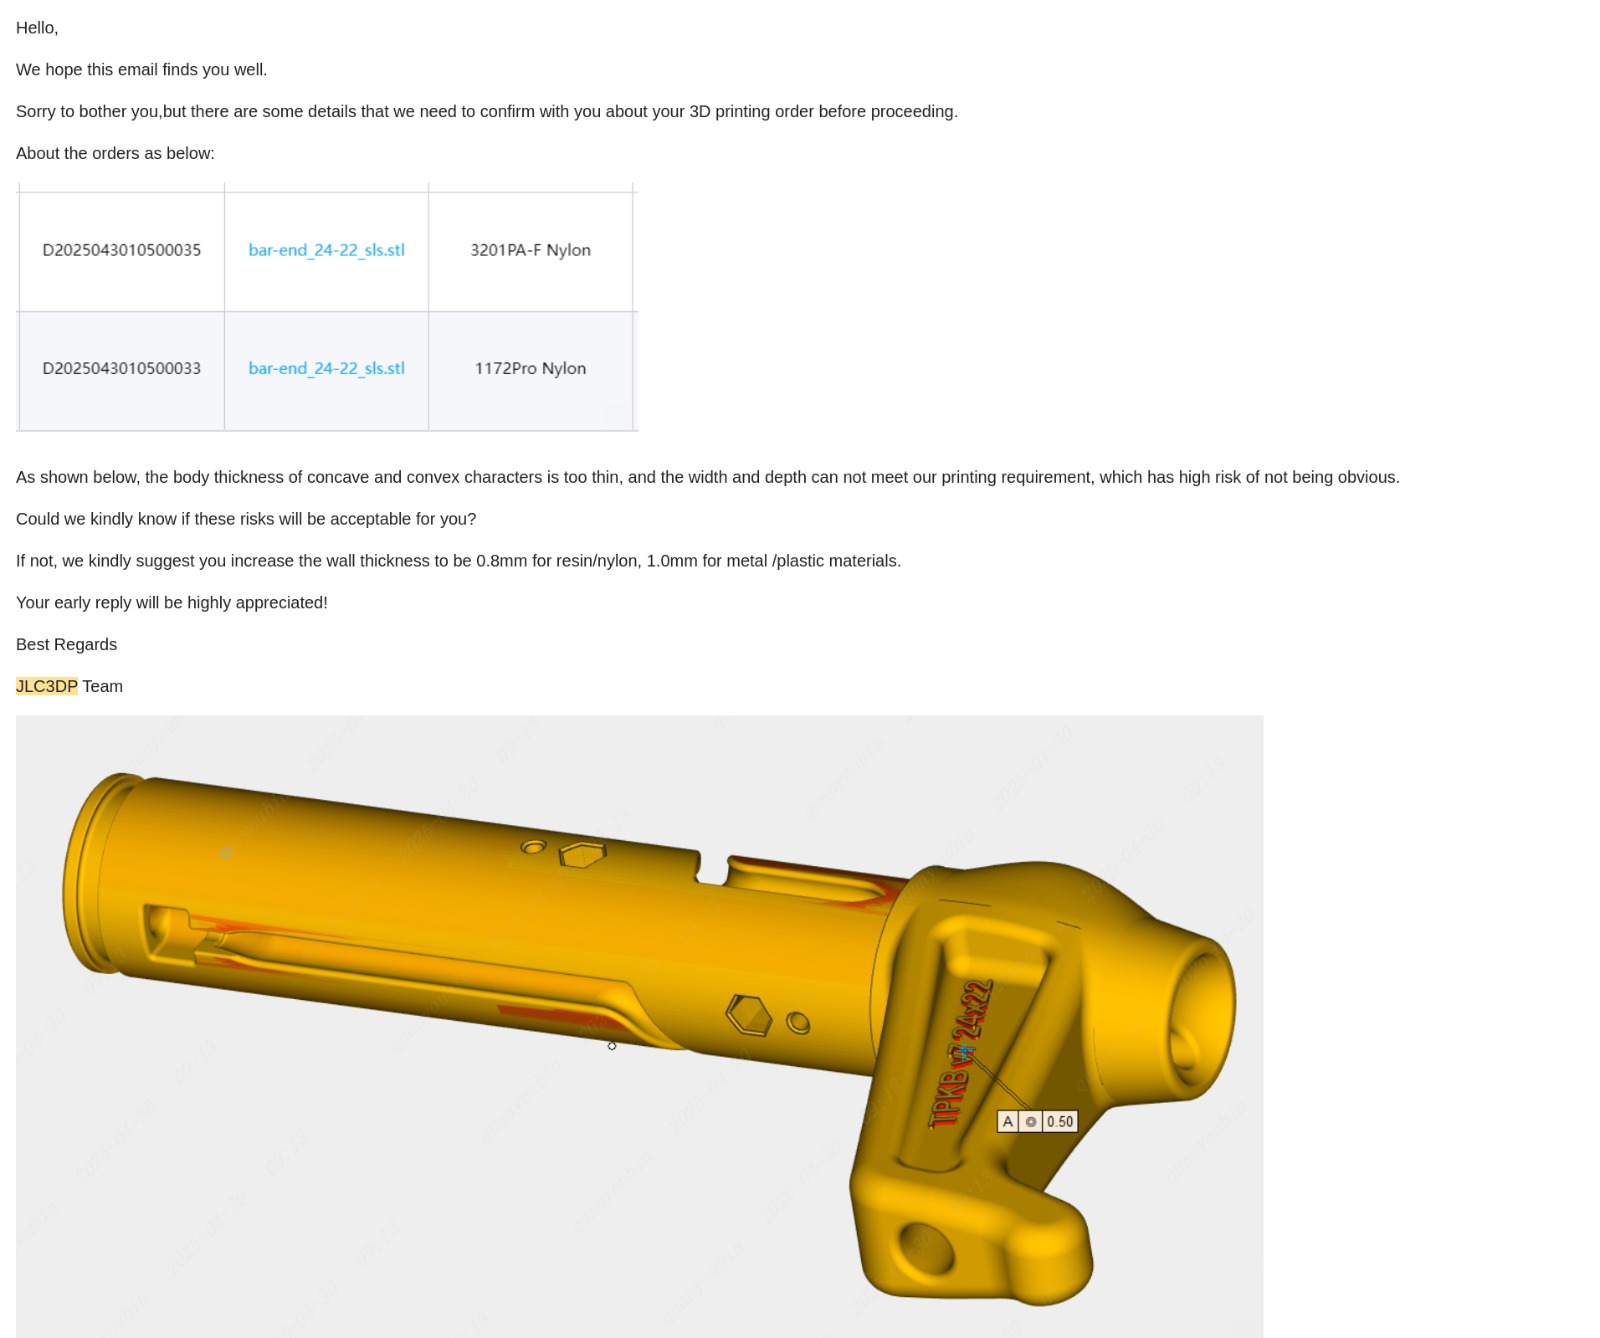 Hello,
We hope this email finds you well.
Sorry to bother you,but there are some details that we need to confirm with you about your 3D printing order before proceeding.
About the orders as below:
D2025043010500035 bar-end_24-22_sls.stl 3201PA-F Nylon
D2025043010500033 bar-end_24-22_sls.stl 1172Pro Nylon
As shown below, the body thickness of concave and convex characters is too thin, and the width and depth can not meet our printing requirement, which has high risk of not being obvious.
Could we kindly know if these risks will be acceptable for you?
If not, we kindly suggest you increase the wall thickness to be 0.8mm for resin/nylon, 1.0mm for metal /plastic materials.
Your early reply will be highly appreciated!
Best Regards
JLC3DP Team
TPKB v7 24x22
A 0.50